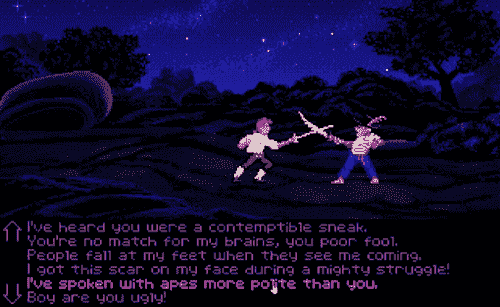 I've heard you were a contemptible sneak.
You're no match for my brains, you poor fool.
People fall at my feet when they see me coming.
I got this scar on my face during a mighty struggle!
I've spoken with apes more polite than you.
Boy are you ugly!